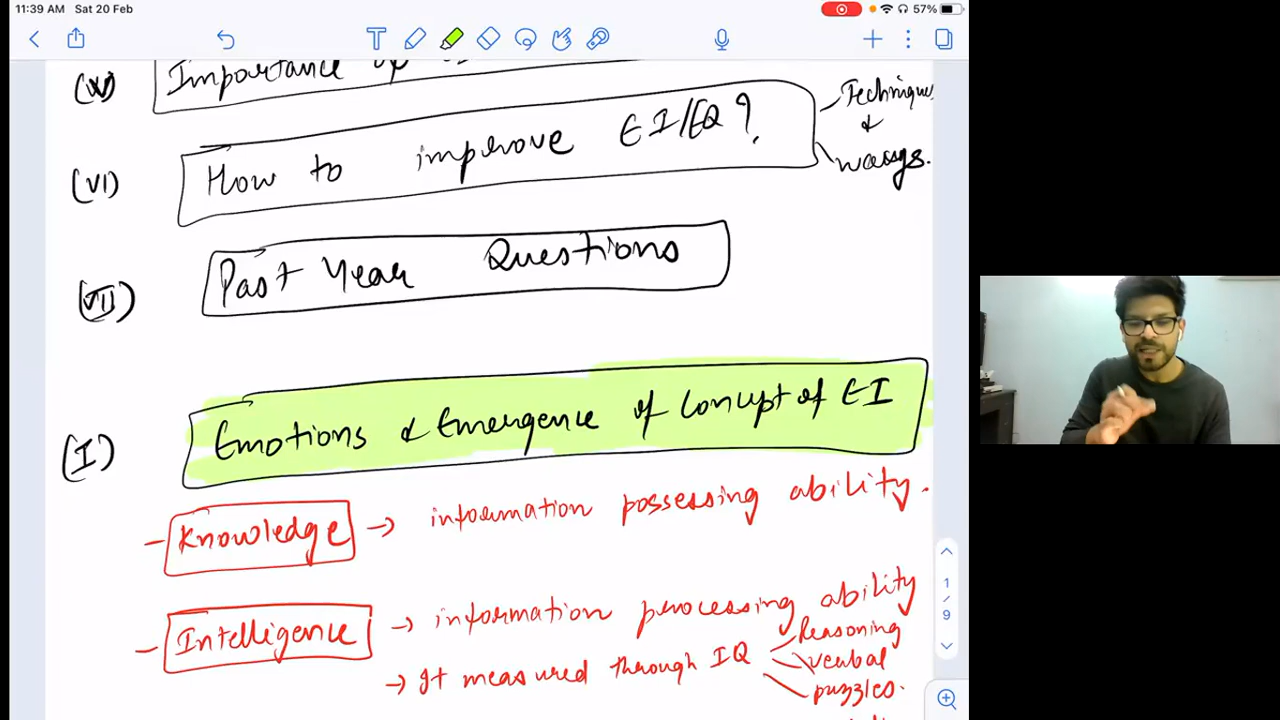 11:39 AM Sat 20 Feb 57%
(V) Importance of
(VI) How to improve EI/EQ?
Techniques
&
ways.
(VII) Past Year Questions
(I) Emotions & Emergence of Concept of EI
- Knowledge → information possessing ability.
- Intelligence → information processing ability
→ It measured through IQ
Reasoning
verbal
puzzles.
1/9